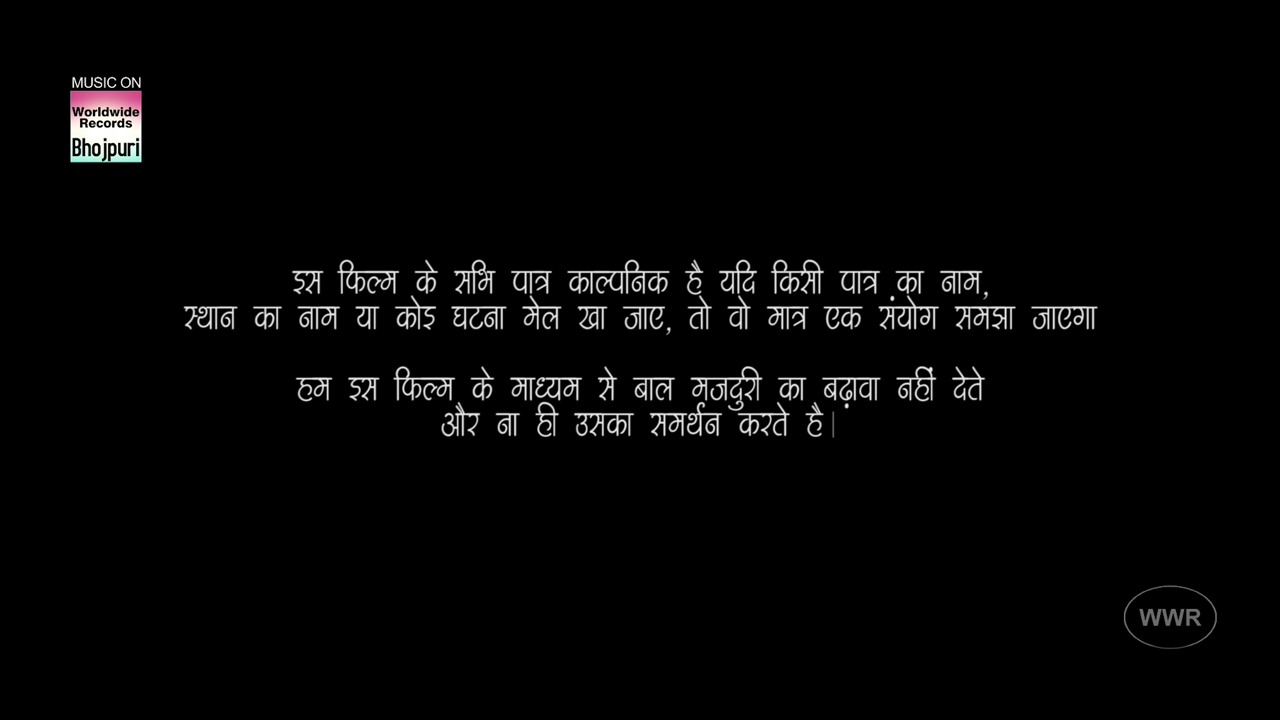 MUSIC ON
Worldwide
Records
Bhojpuri
इस फिल्म के सभि पात्र काल्पनिक है यदि किसी पात्र का नाम,
स्थान का नाम या कोइ घटना मेल खा जाए, तो वो मात्र एक संयोग समझा जाएगा
हम इस फिल्म के माध्यम से बाल मजदुरी का बढ़ावा नहीं देते
और ना ही उसका समर्थन करते है|
WWR